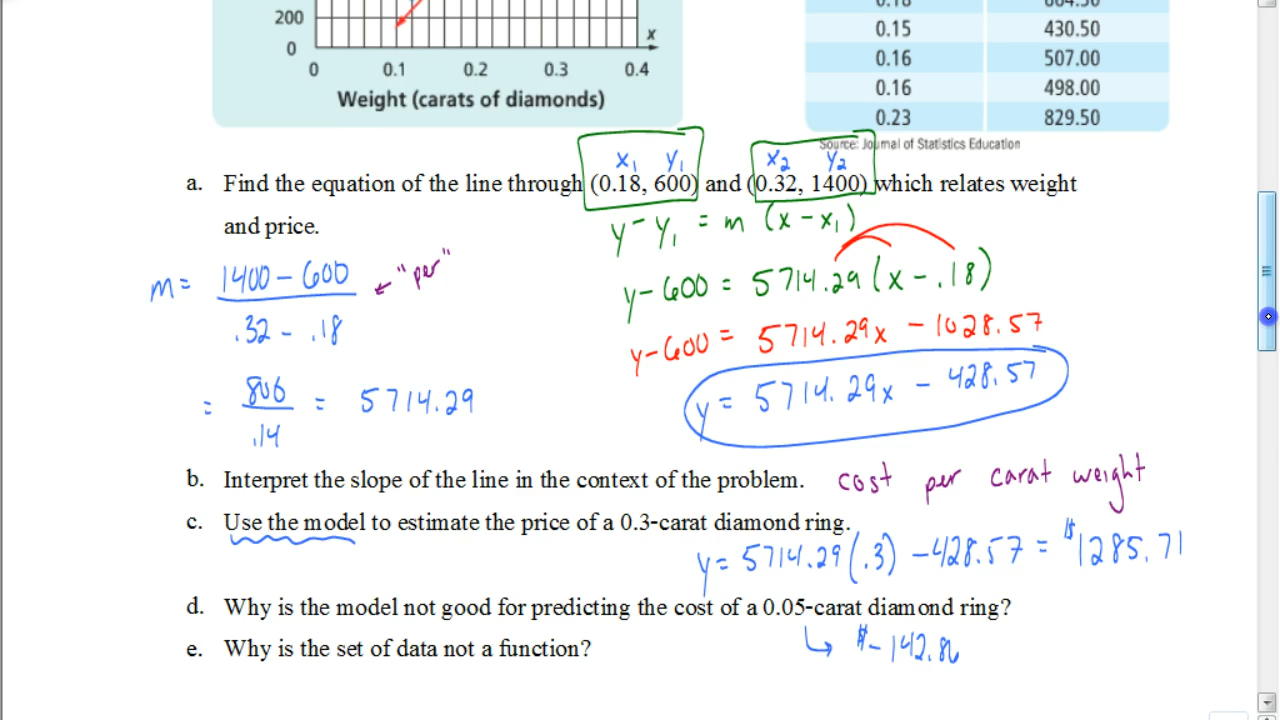 200
0
x
0 0.1 0.2 0.3 0.4
Weight (carats of diamonds)
0.15 430.50
0.16 507.00
0.16 498.00
0.23 829.50
Source: Journal of Statistics Education
x₁ y₁ x₂ y₂
a. Find the equation of the line through (0.18, 600) and (0.32, 1400) which relates weight
and price.
y - y₁ = m (x - x₁)
m = 1400 - 600 "per"
.32 - .18
y - 600 = 5714.29 (x - .18)
y - 600 = 5714.29x - 1028.57
= 800 = 5714.29
.14
y = 5714.29x - 428.57
b. Interpret the slope of the line in the context of the problem. cost per carat weight
c. Use the model to estimate the price of a 0.3-carat diamond ring.
y = 5714.29 (.3) - 428.57 = $1285.71
d. Why is the model not good for predicting the cost of a 0.05-carat diamond ring?
$-142.86
e. Why is the set of data not a function?